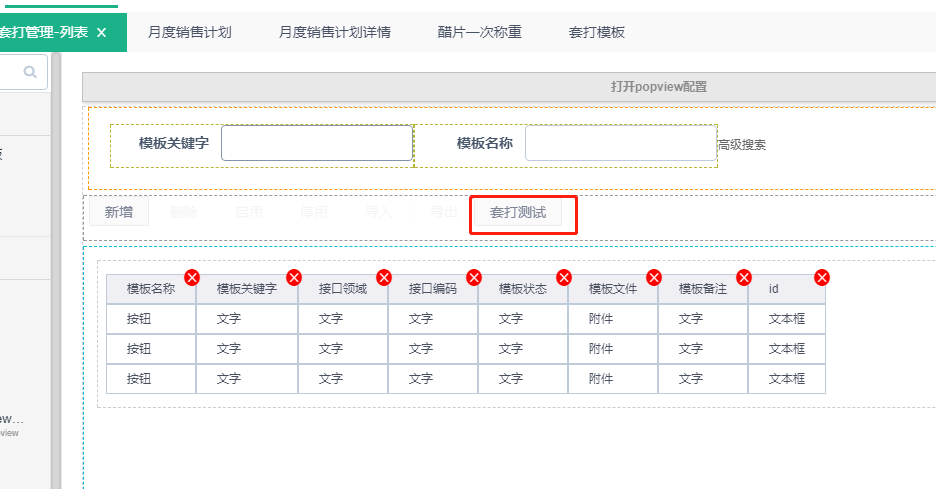 套打管理-列表 × 月度销售计划 月度销售计划详情 醋片一次称重 套打模板
打开popview配置
模板关键字 模板名称 高级搜索
新增 删除 启用 停用 导入 导出 套打测试
模板名称 模板关键字 接口领域 接口编码 模板状态 模板文件 模板备注 id
按钮 文字 文字 文字 文字 附件 文字 文本框
按钮 文字 文字 文字 文字 附件 文字 文本框
按钮 文字 文字 文字 文字 附件 文字 文本框
ew...
view